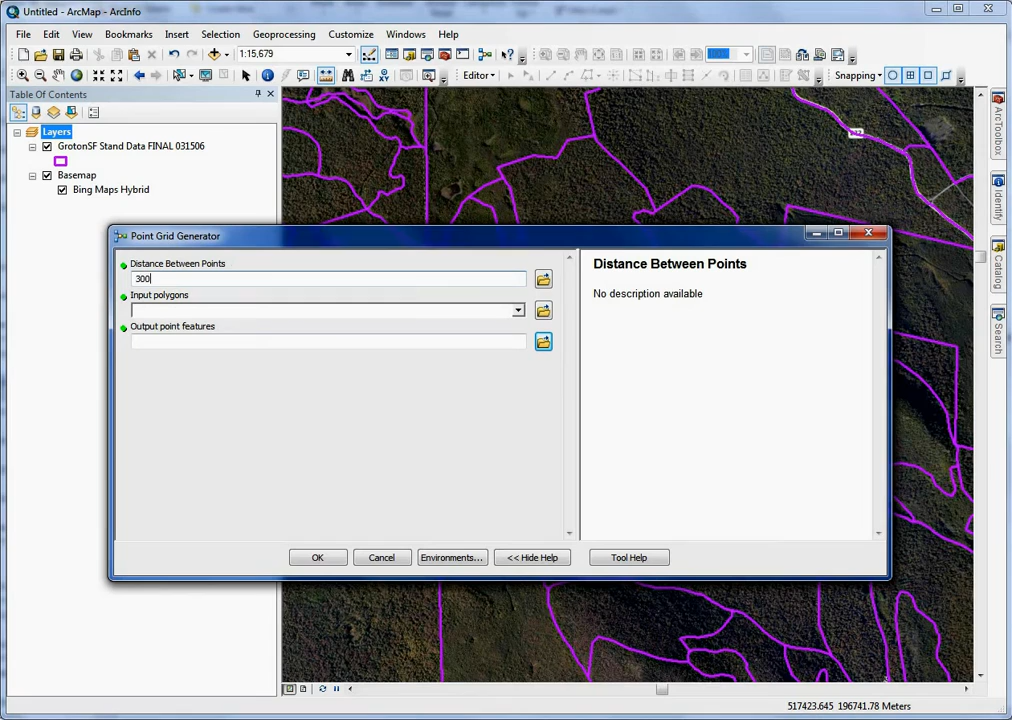 Untitled - ArcMap - ArcInfo
File Edit View Bookmarks Insert Selection Geoprocessing Customize Windows Help
1:15,679
Editor
Snapping
Table Of Contents
Layers
GrotonSF Stand Data FINAL 031506
Basemap
Bing Maps Hybrid
Point Grid Generator
Distance Between Points
300
Input polygons
Output point features
Distance Between Points
No description available
OK Cancel Environments... << Hide Help Tool Help
ArcToolbox
Identify
Catalog
Search
517423.645 196741.78 Meters